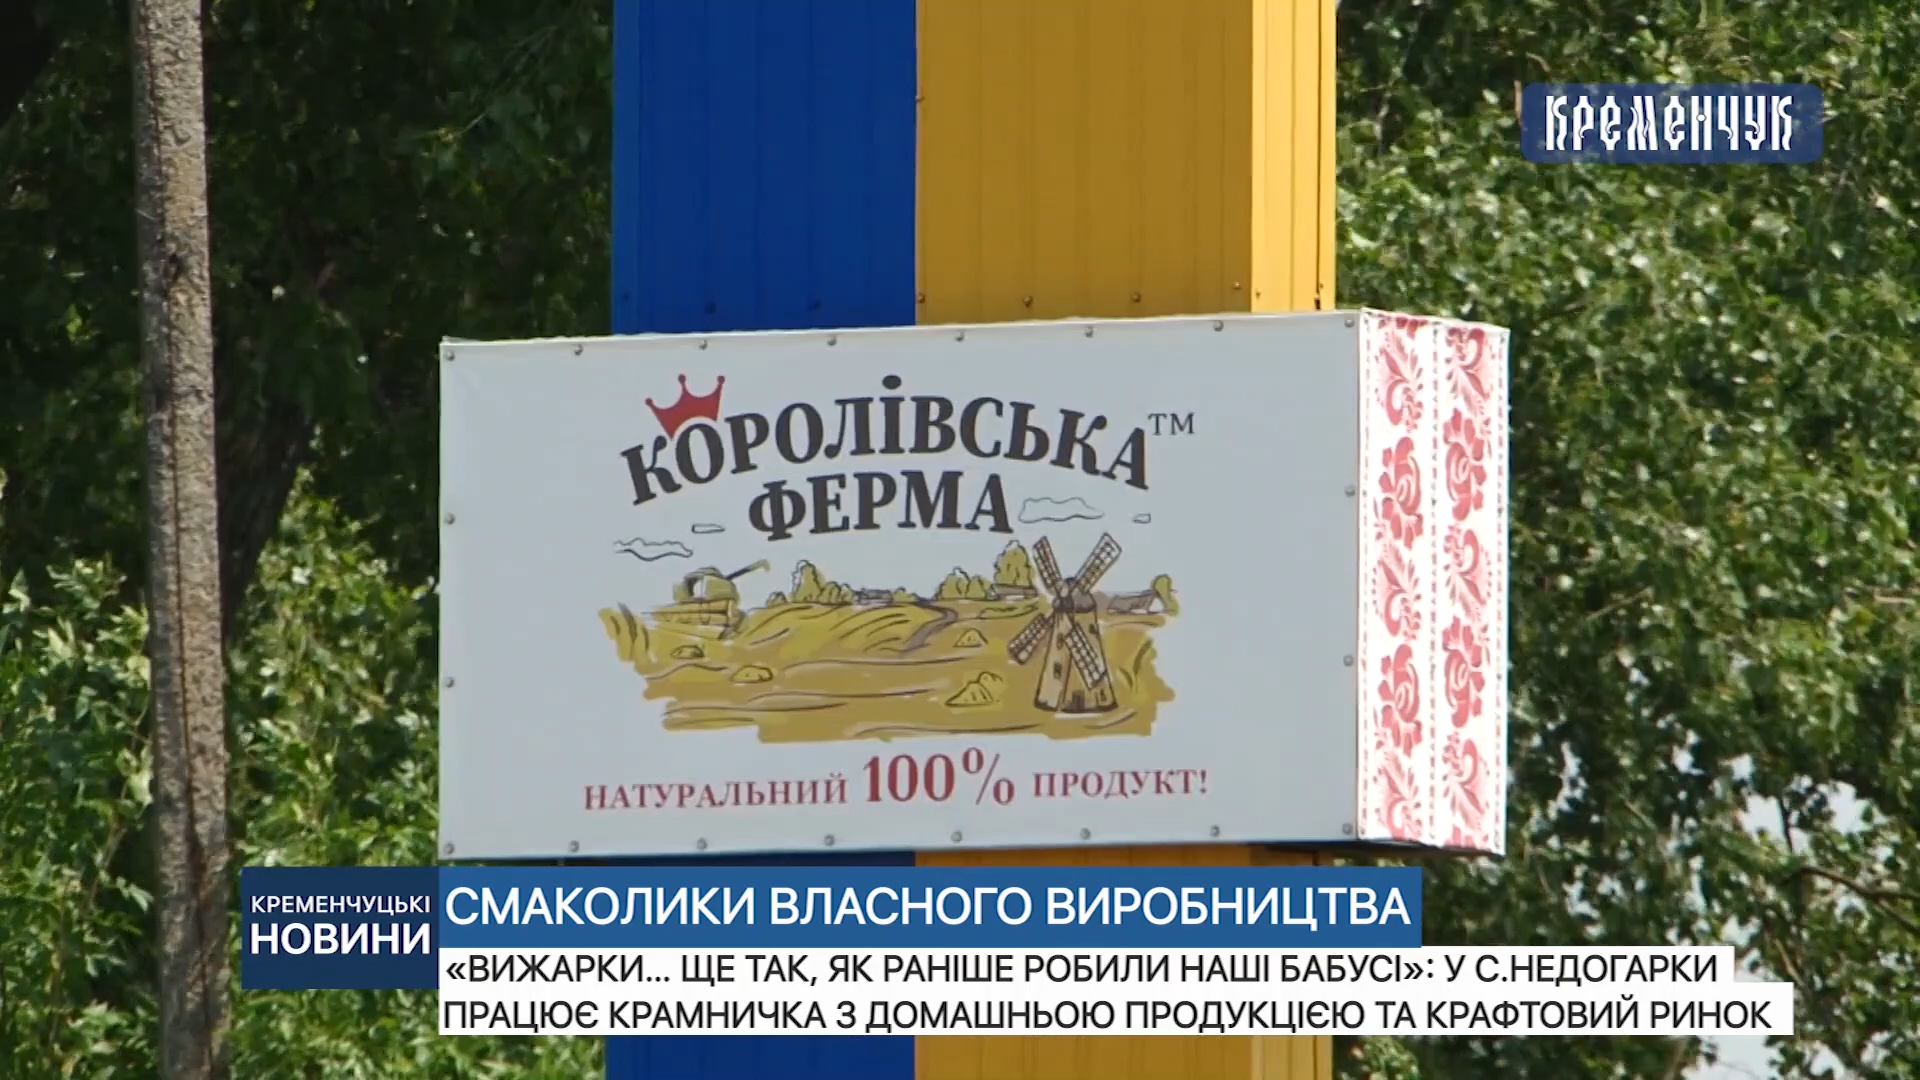 КРЕМЕНЧУК
КОРОЛІВСЬКА™
ФЕРМА
НАТУРАЛЬНИЙ 100% ПРОДУКТ!
КРЕМЕНЧУЦЬКІ
НОВИНИ
СМАКОЛИКИ ВЛАСНОГО ВИРОБНИЦТВА
«ВИЖАРКИ... ЩЕ ТАК, ЯК РАНІШЕ РОБИЛИ НАШІ БАБУСІ»: У С.НЕДОГАРКИ
ПРАЦЮЄ КРАМНИЧКА З ДОМАШНЬОЮ ПРОДУКЦІЄЮ ТА КРАФТОВИЙ РИНОК